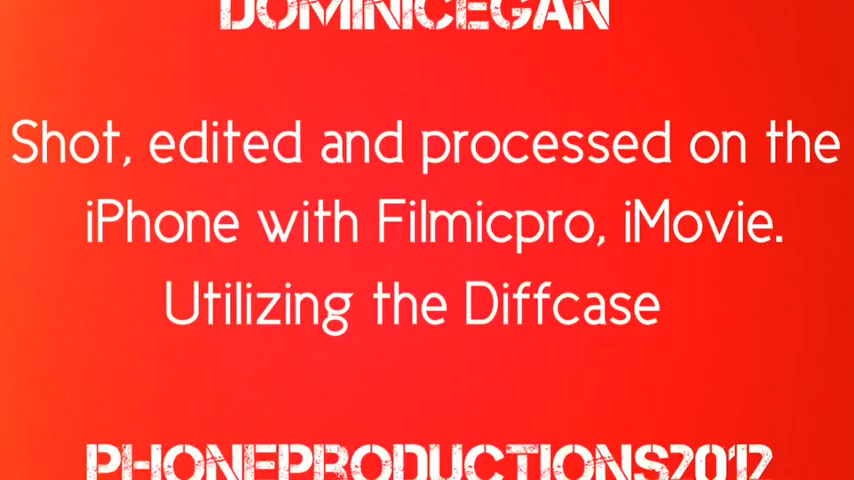 DOMINICEGAN
Shot, edited and processed on the
iPhone with Filmicpro, iMovie.
Utilizing the Diffcase
PHONEPRODUCTIONS2012